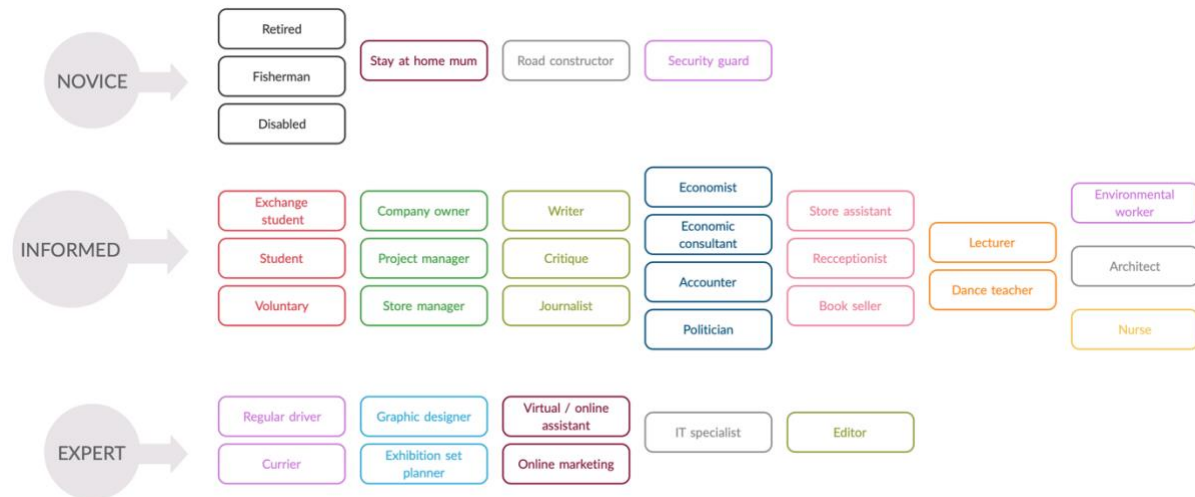 NOVICE
Retired
Fisherman
Disabled
Stay at home mum
Road constructor
Security guard
INFORMED
Exchange
student
Student
Voluntary
Company owner
Project manager
Store manager
Writer
Critique
Journalist
Economist
Economic
consultant
Accounter
Politician
Store assistant
Recceptionist
Book seller
Lecturer
Dance teacher
Environmental
worker
Architect
Nurse
EXPERT
Regular driver
Currier
Graphic designer
Exhibition set
planner
Virtual / online
assistant
Online marketing
IT specialist
Editor